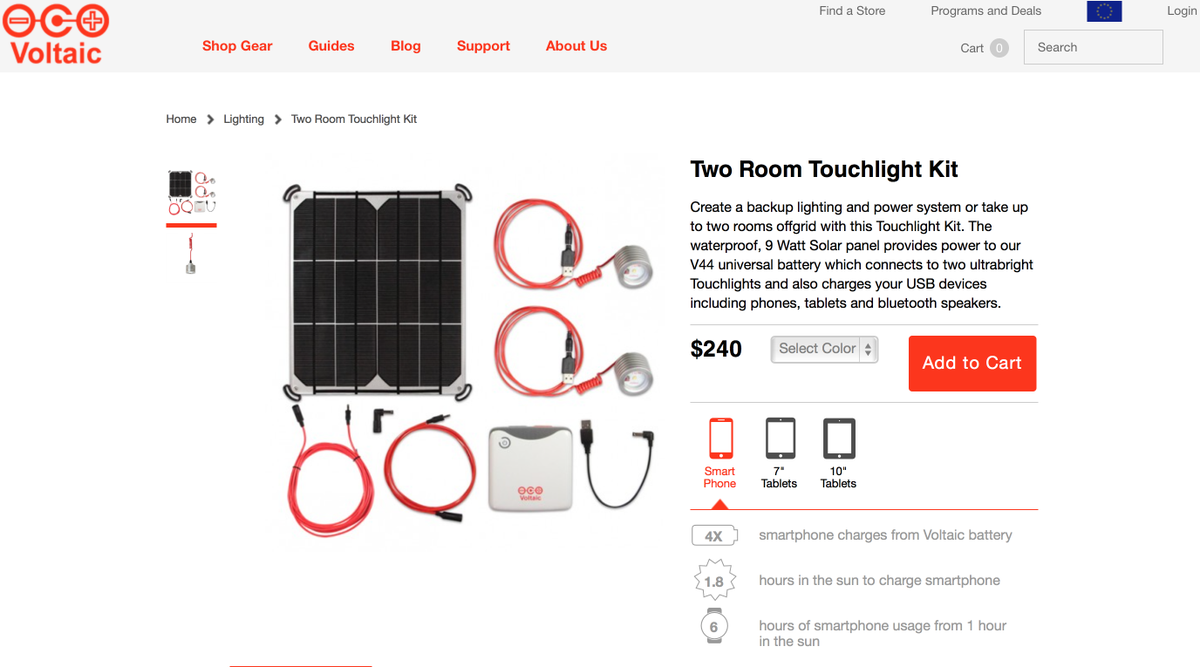 Voltaic
Shop Gear
Guides
Blog
Support
About Us
Find a Store
Programs and Deals
Login
Cart 0
Search
Home > Lighting > Two Room Touchlight Kit
Voltaic
Two Room Touchlight Kit
Create a backup lighting and power system or take up
to two rooms offgrid with this Touchlight Kit. The
waterproof, 9 Watt Solar panel provides power to our
V44 universal battery which connects to two ultrabright
Touchlights and also charges your USB devices
including phones, tablets and bluetooth speakers.
$240
Select Color
Add to Cart
Smart
Phone
7"
Tablets
10"
Tablets
4X smartphone charges from Voltaic battery
1.8 hours in the sun to charge smartphone
6 hours of smartphone usage from 1 hour
in the sun